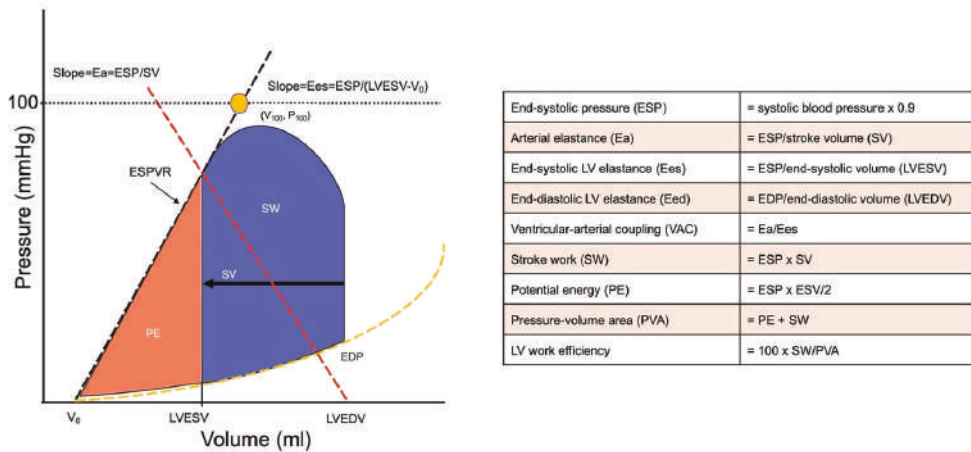 Slope=Ea=ESP/SV
Slope=Ees=ESP/(LVESV-V₀)
100
(V₁₀₀, P₁₀₀)
ESPVR
SW
SV
PE
EDP
Pressure (mmHg)
V₀
LVESV
LVEDV
Volume (ml)
End-systolic pressure (ESP) = systolic blood pressure x 0.9
Arterial elastance (Ea) = ESP/stroke volume (SV)
End-systolic LV elastance (Ees) = ESP/end-systolic volume (LVESV)
End-diastolic LV elastance (Eed) = EDP/end-diastolic volume (LVEDV)
Ventricular-arterial coupling (VAC) = Ea/Ees
Stroke work (SW) = ESP x SV
Potential energy (PE) = ESP x ESV/2
Pressure-volume area (PVA) = PE + SW
LV work efficiency = 100 x SW/PVA